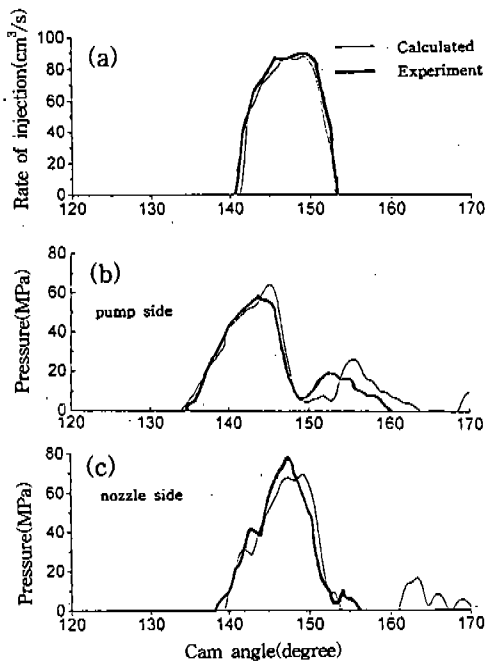 Rate of injection(cm³/s)
100
80
60
40
20
0
(a)
Calculated
Experiment
120 130 140 150 160 170
Pressure(MPa)
80
60
40
20
0
(b)
pump side
120 130 140 150 160 170
Pressure(MPa)
80
60
40
20
0
(c)
nozzle side
120 130 140 150 160 170
Cam angle(degree)